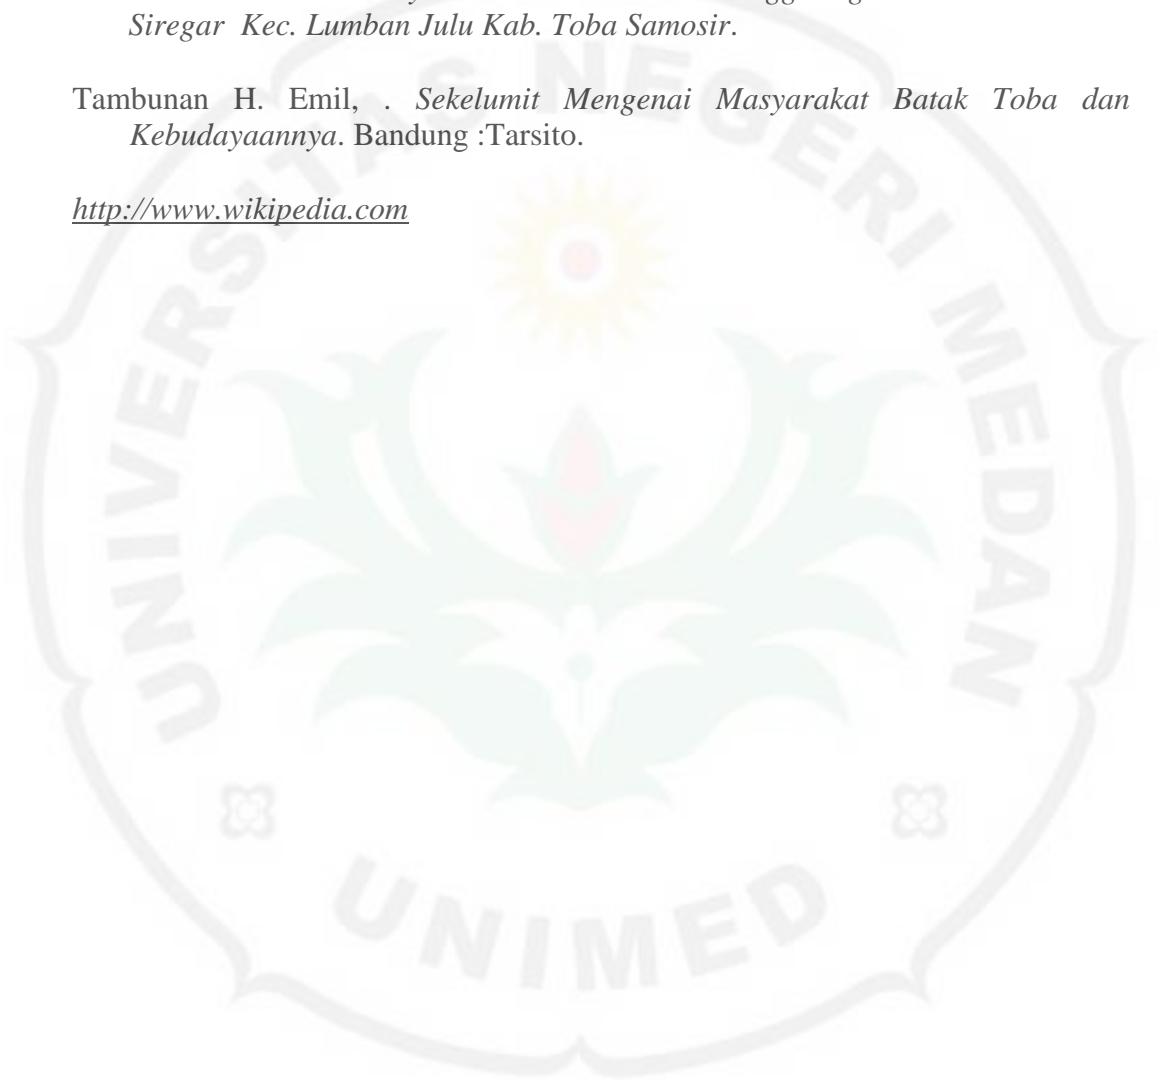 Siregar Kec. Lumban Julu Kab. Toba Samosir.
Tambunan H. Emil, . Sekelumit Mengenai Masyarakat Batak Toba dan
Kebudayaannya. Bandung :Tarsito.
http://www.wikipedia.com
UNIVERSITAS NEGERI MEDAN
UNIMED